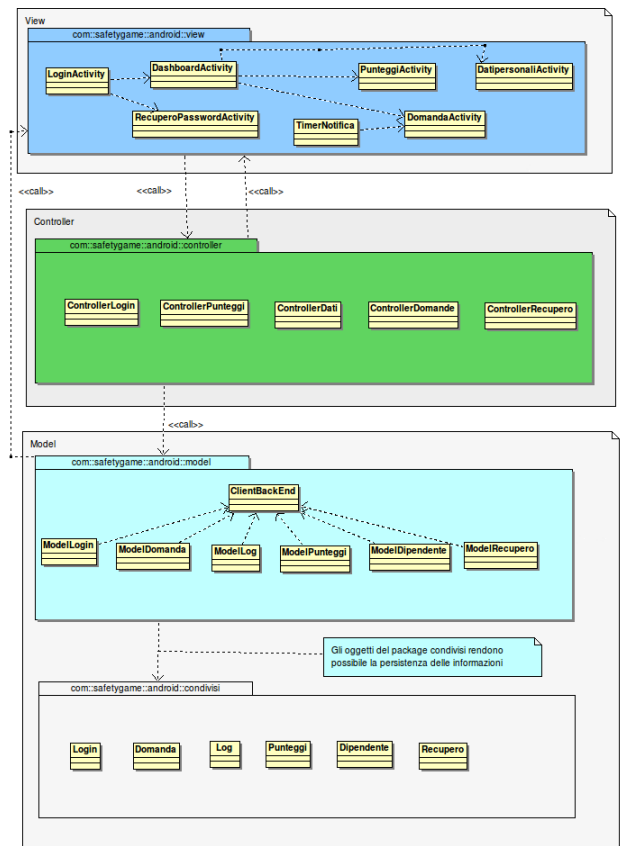 View
com::safetygame::android::view
LoginActivity
DashboardActivity
PunteggiActivity
DatipersonaliActivity
RecuperoPasswordActivity
TimerNotifica
DomandaActivity
<<call>>
<<call>>
<<call>>
Controller
com::safetygame::android::controller
ControllerLogin
ControllerPunteggi
ControllerDati
ControllerDomande
ControllerRecupero
<<call>>
Model
com::safetygame::android::model
ClientBackEnd
ModelLogin
ModelDomanda
ModelLog
ModelPunteggi
ModelDipendente
ModelRecupero
Gli oggetti del package condivisi rendono
possibile la persistenza delle informazioni
com::safetygame::android::condivisi
Login
Domanda
Log
Punteggi
Dipendente
Recupero